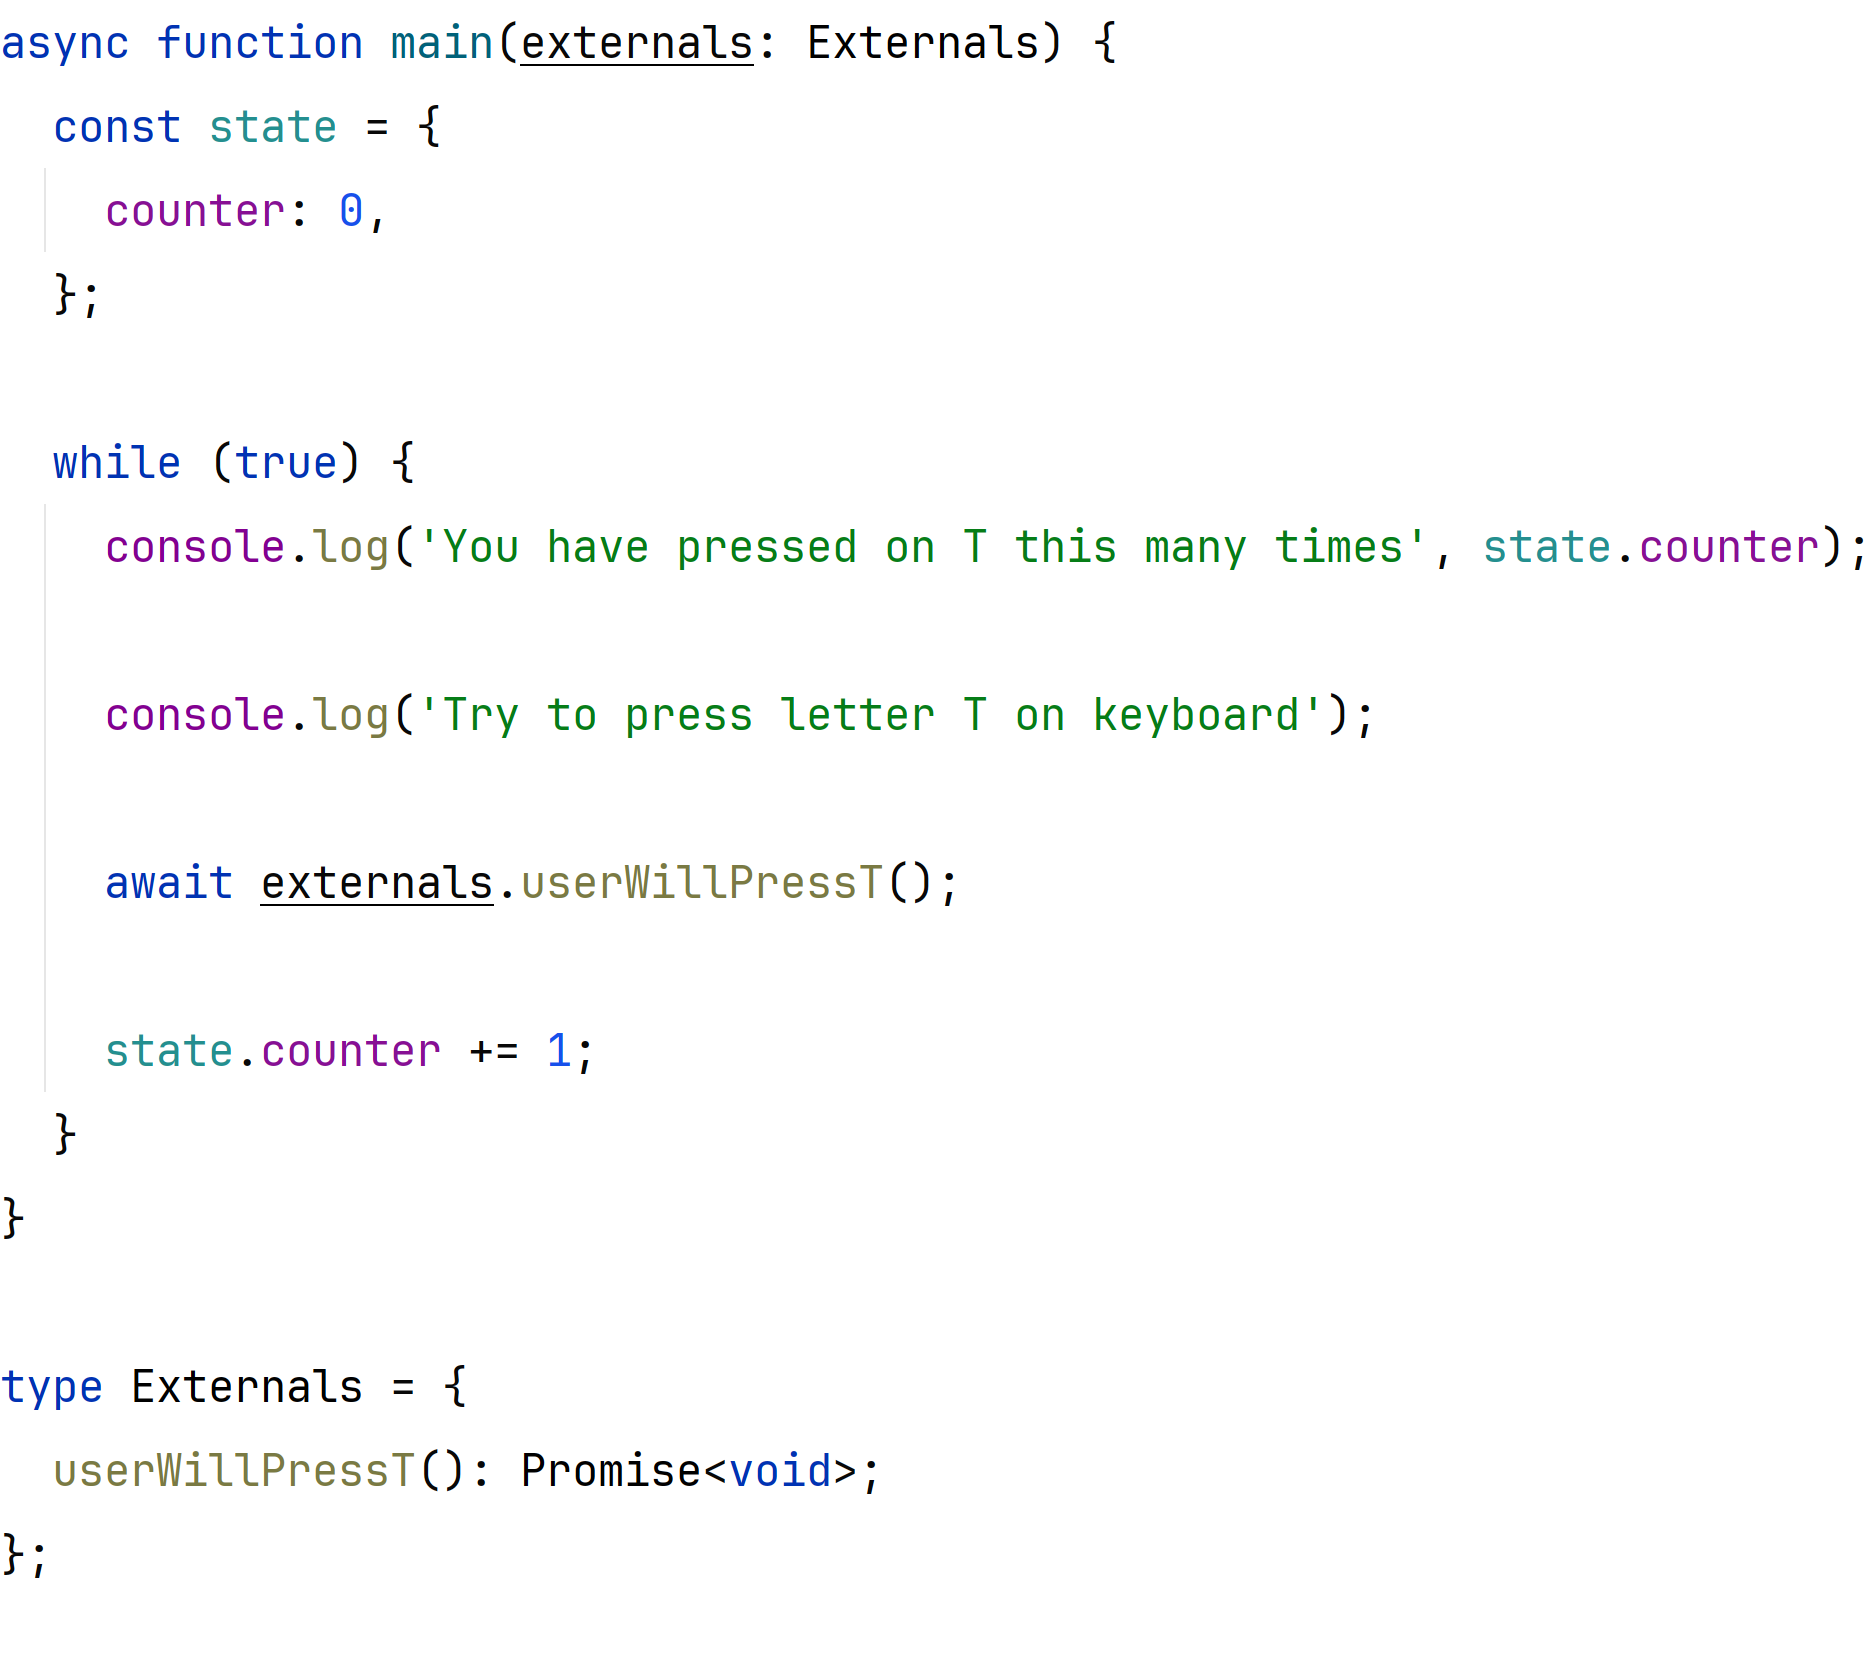 async function main(externals: Externals) {
  const state = {
    counter: 0,
  };
  while (true) {
    console.log('You have pressed on T this many times', state.counter);
    console.log('Try to press letter T on keyboard');
    await externals.userWillPressT();
    state.counter += 1;
  }
}
type Externals = {
  userWillPressT(): Promise<void>;
};